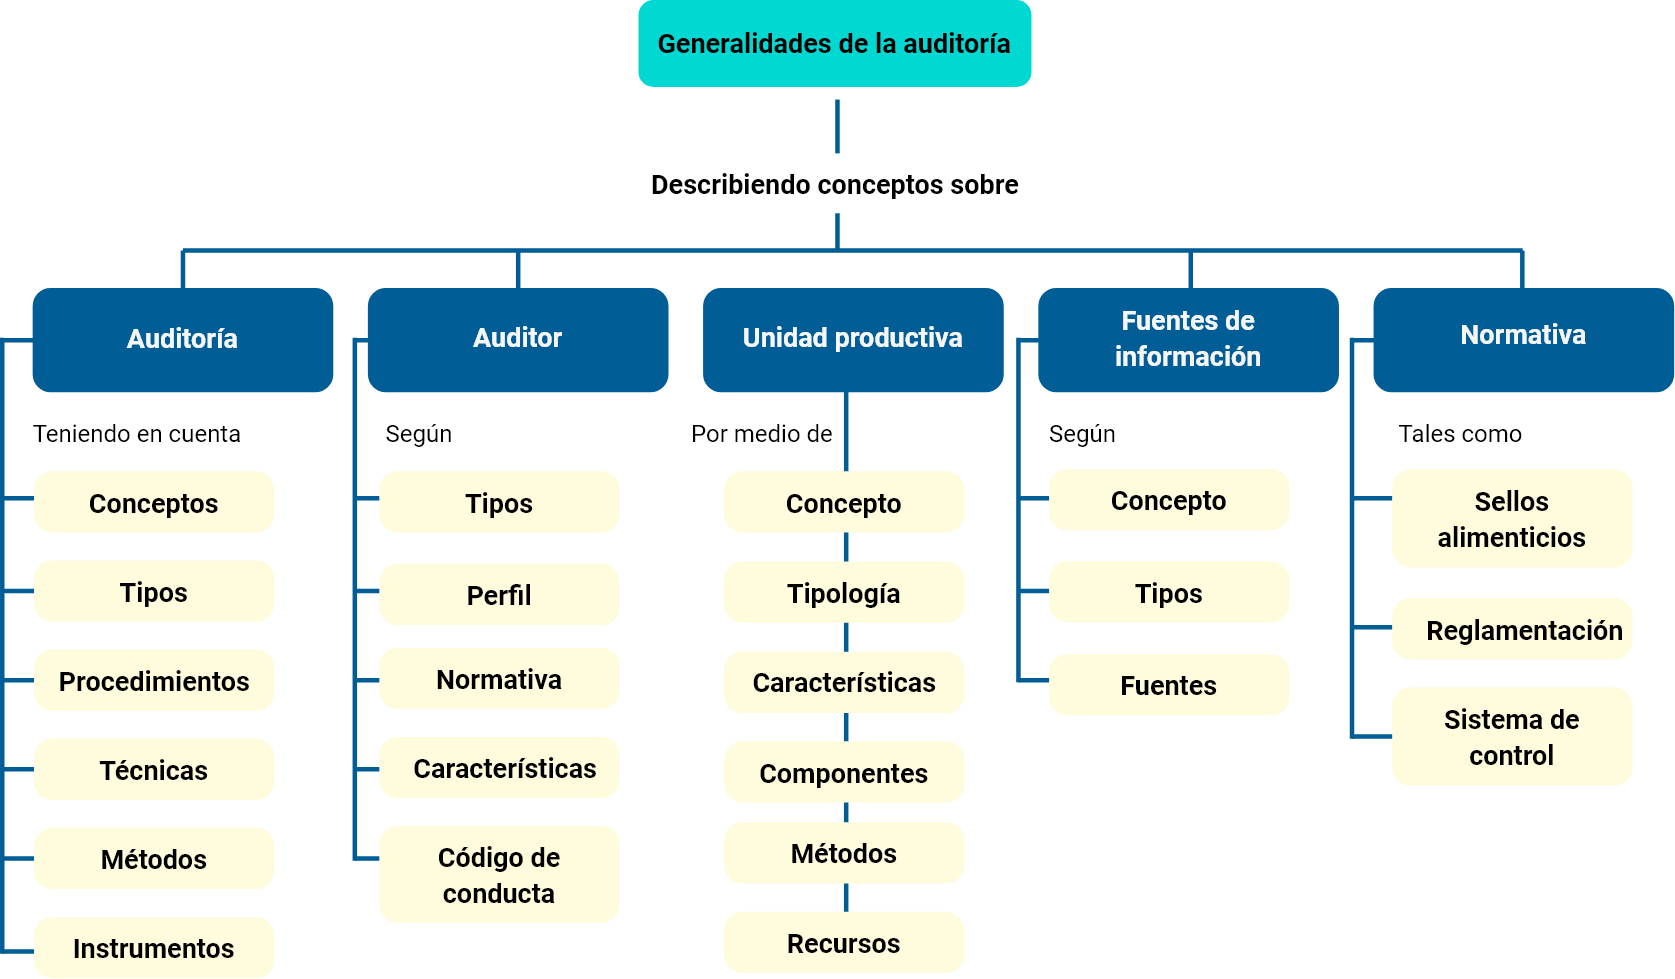 Generalidades de la auditoría
Describiendo conceptos sobre
Auditoría
Teniendo en cuenta
Conceptos
Tipos
Procedimientos
Técnicas
Métodos
Instrumentos
Auditor
Según
Tipos
Perfil
Normativa
Características
Código de
conducta
Unidad productiva
Por medio de
Concepto
Tipología
Características
Componentes
Métodos
Recursos
Fuentes de
información
Según
Concepto
Tipos
Fuentes
Normativa
Tales como
Sellos
alimenticios
Reglamentación
Sistema de
control